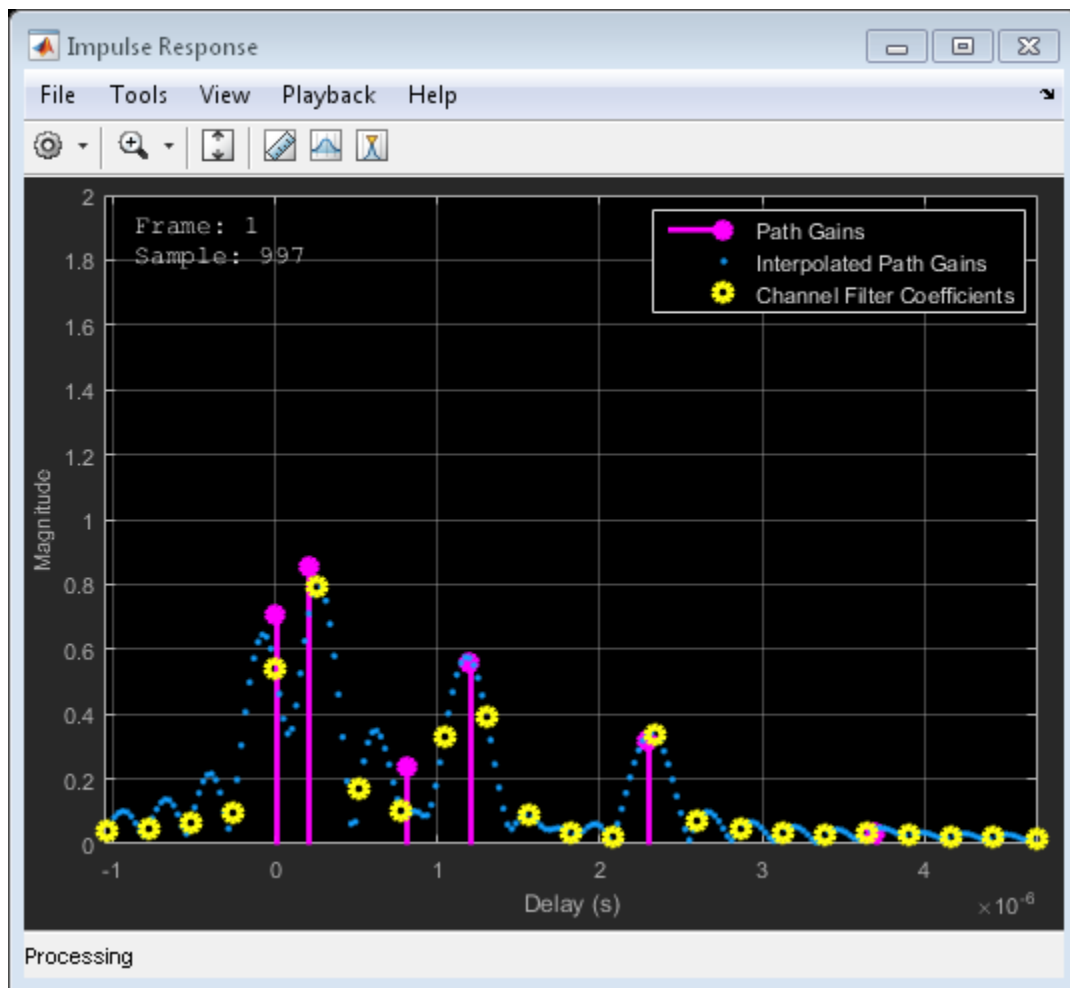 Impulse Response
File Tools View Playback Help
Frame: 1
Sample: 997
Path Gains
Interpolated Path Gains
Channel Filter Coefficients
2
1.8
1.6
1.4
1.2
1
0.8
0.6
0.4
0.2
0
Magnitude
-1 0 1 2 3 4
Delay (s)
×10⁻⁶
Processing